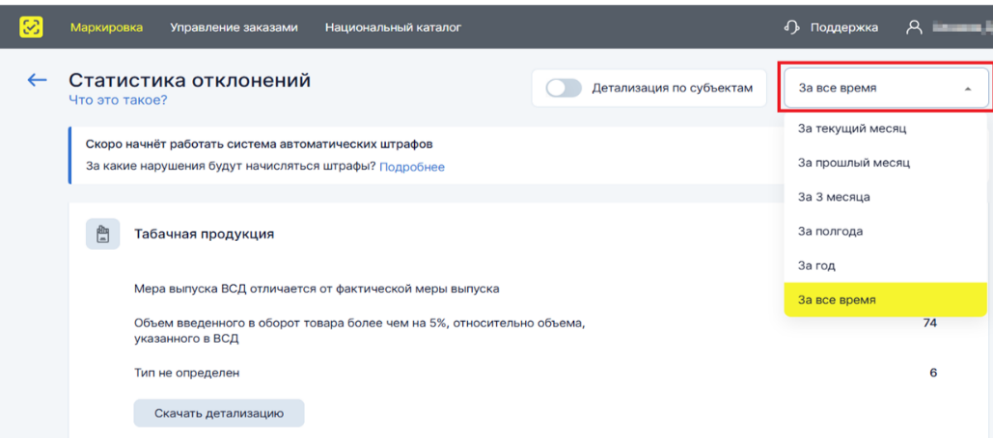 Маркировка Управление заказами Национальный каталог Поддержка
Статистика отклонений
Что это такое?
Детализация по субъектам
За все время
За текущий месяц
За прошлый месяц
За 3 месяца
За полгода
За год
За все время
Скоро начнёт работать система автоматических штрафов
За какие нарушения будут начисляться штрафы? Подробнее
Табачная продукция
Мера выпуска ВСД отличается от фактической меры выпуска
Объем введенного в оборот товара более чем на 5%, относительно объема, 74
указанного в ВСД
Тип не определен 6
Скачать детализацию